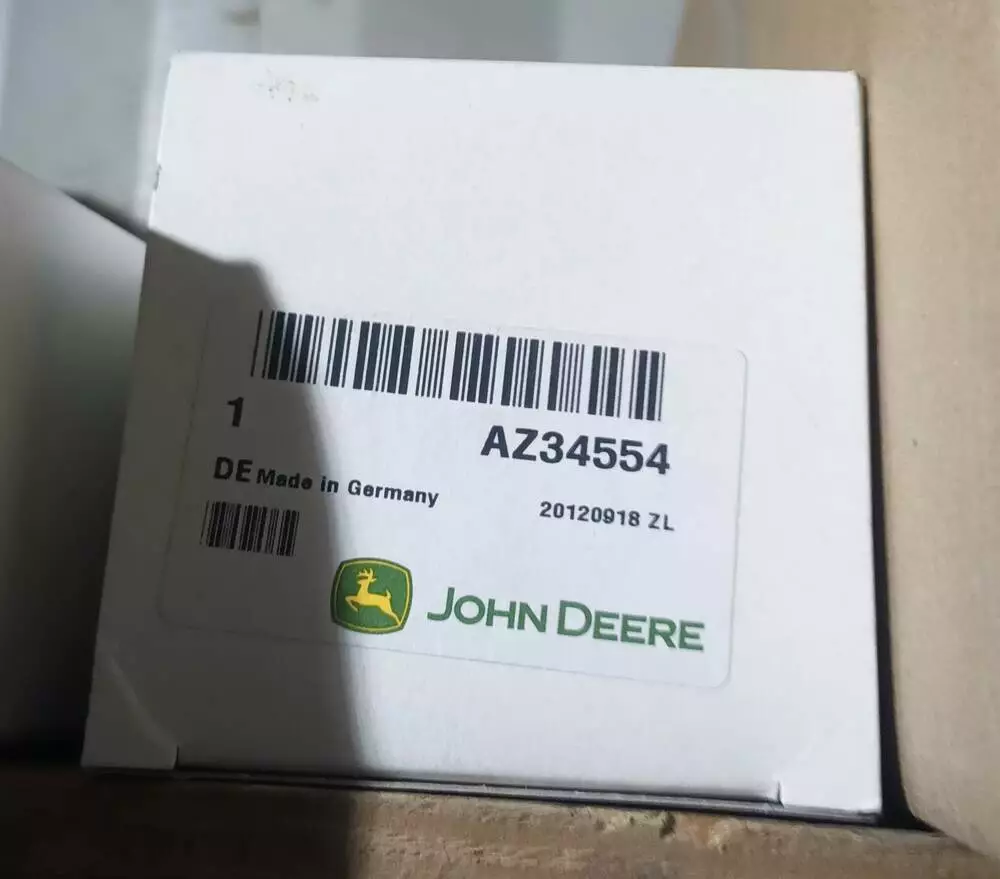 1
AZ34554
DE Made in Germany
20120918 ZL
JOHN DEERE